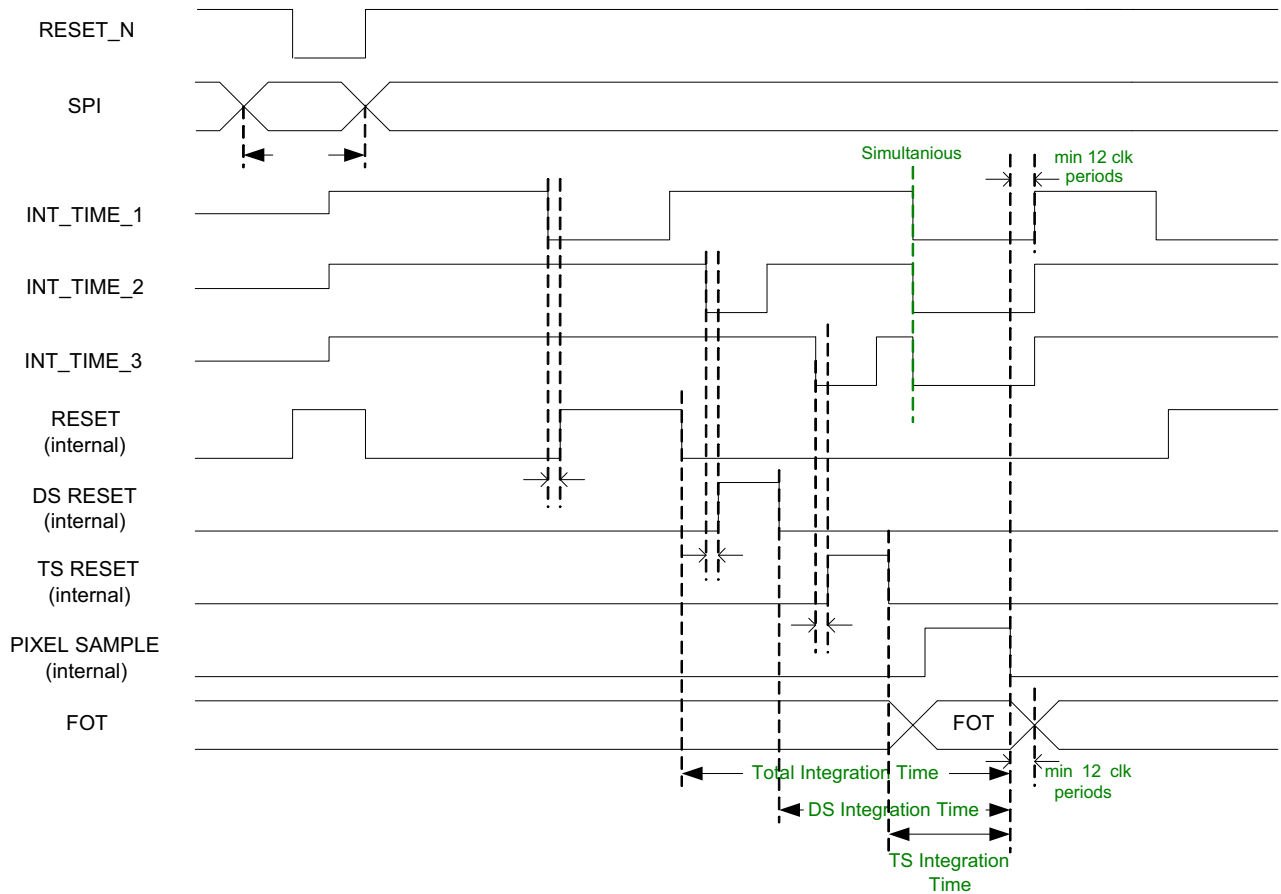 RESET_N
SPI
Simultanious
min 12 clk
periods
INT_TIME_1
INT_TIME_2
INT_TIME_3
RESET
(internal)
DS RESET
(internal)
TS RESET
(internal)
PIXEL SAMPLE
(internal)
FOT
FOT
Total Integration Time
min 12 clk
periods
DS Integration Time
TS Integration
Time